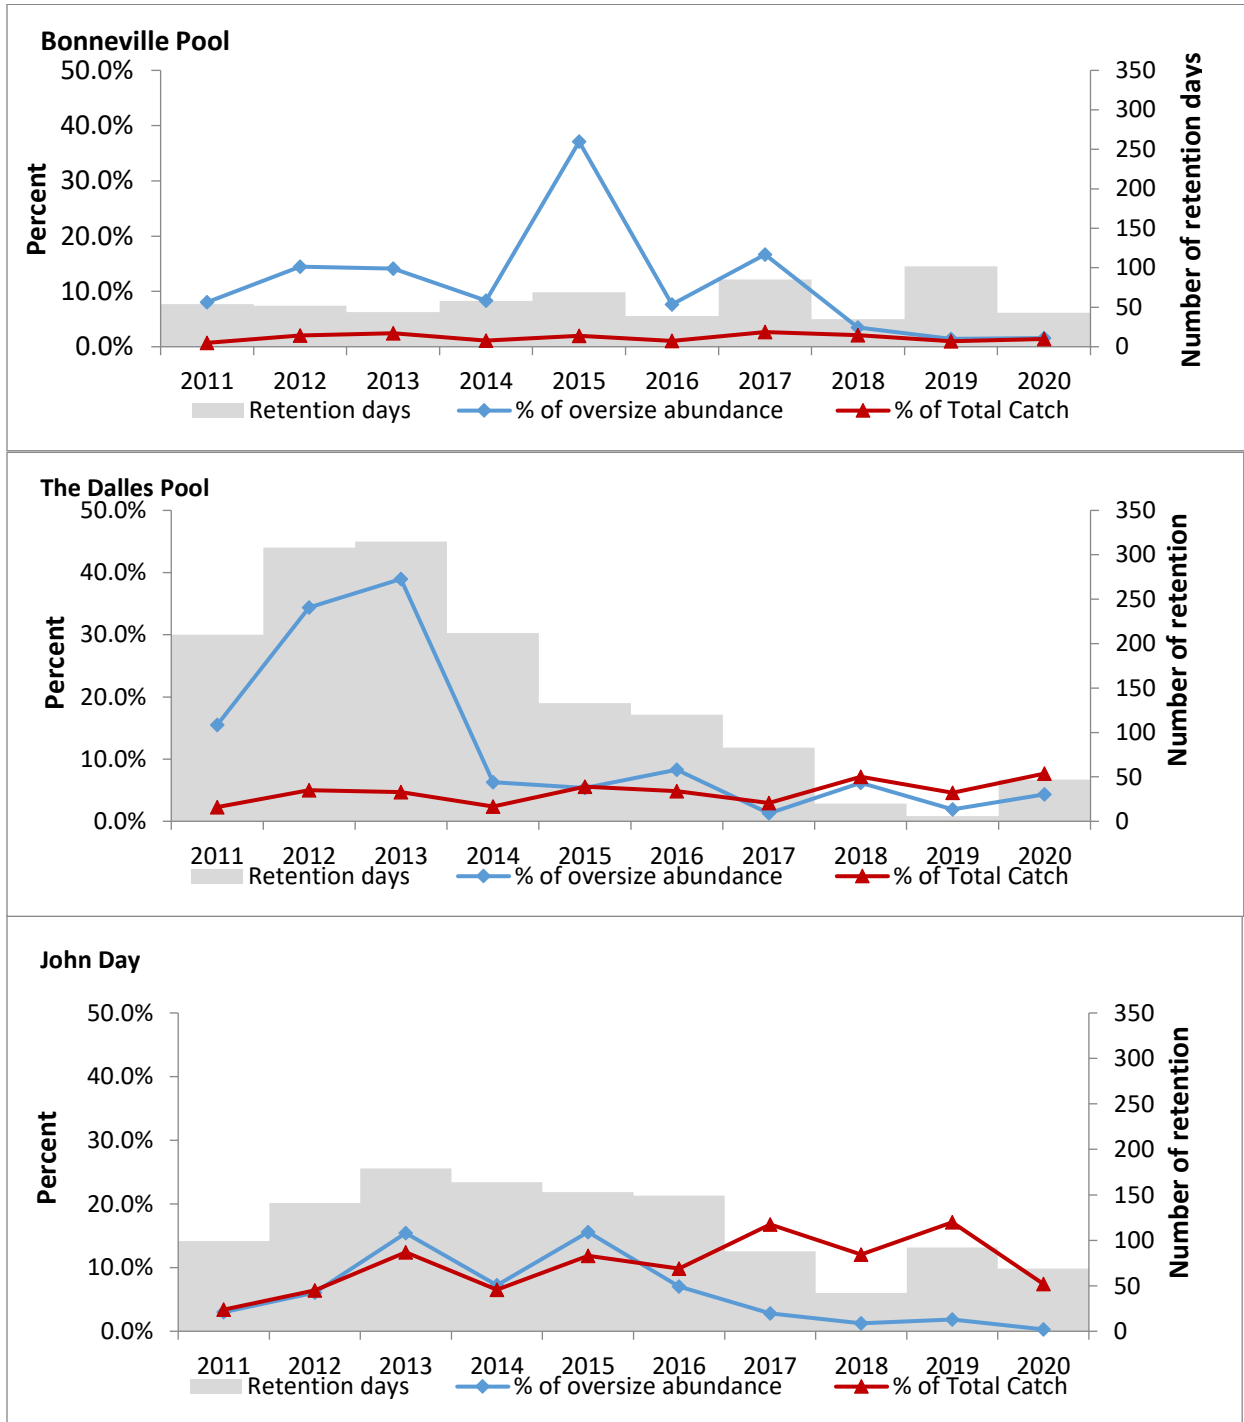 Bonneville Pool
50.0%
40.0%
30.0%
20.0%
10.0%
0.0%
Percent
350
300
250
200
150
100
50
0
Number of retention days
2011 2012 2013 2014 2015 2016 2017 2018 2019 2020
Retention days % of oversize abundance % of Total Catch
The Dalles Pool
50.0%
40.0%
30.0%
20.0%
10.0%
0.0%
Percent
350
300
250
200
150
100
50
0
Number of retention
2011 2012 2013 2014 2015 2016 2017 2018 2019 2020
Retention days % of oversize abundance % of Total Catch
John Day
50.0%
40.0%
30.0%
20.0%
10.0%
0.0%
Percent
350
300
250
200
150
100
50
0
Number of retention
2011 2012 2013 2014 2015 2016 2017 2018 2019 2020
Retention days % of oversize abundance % of Total Catch